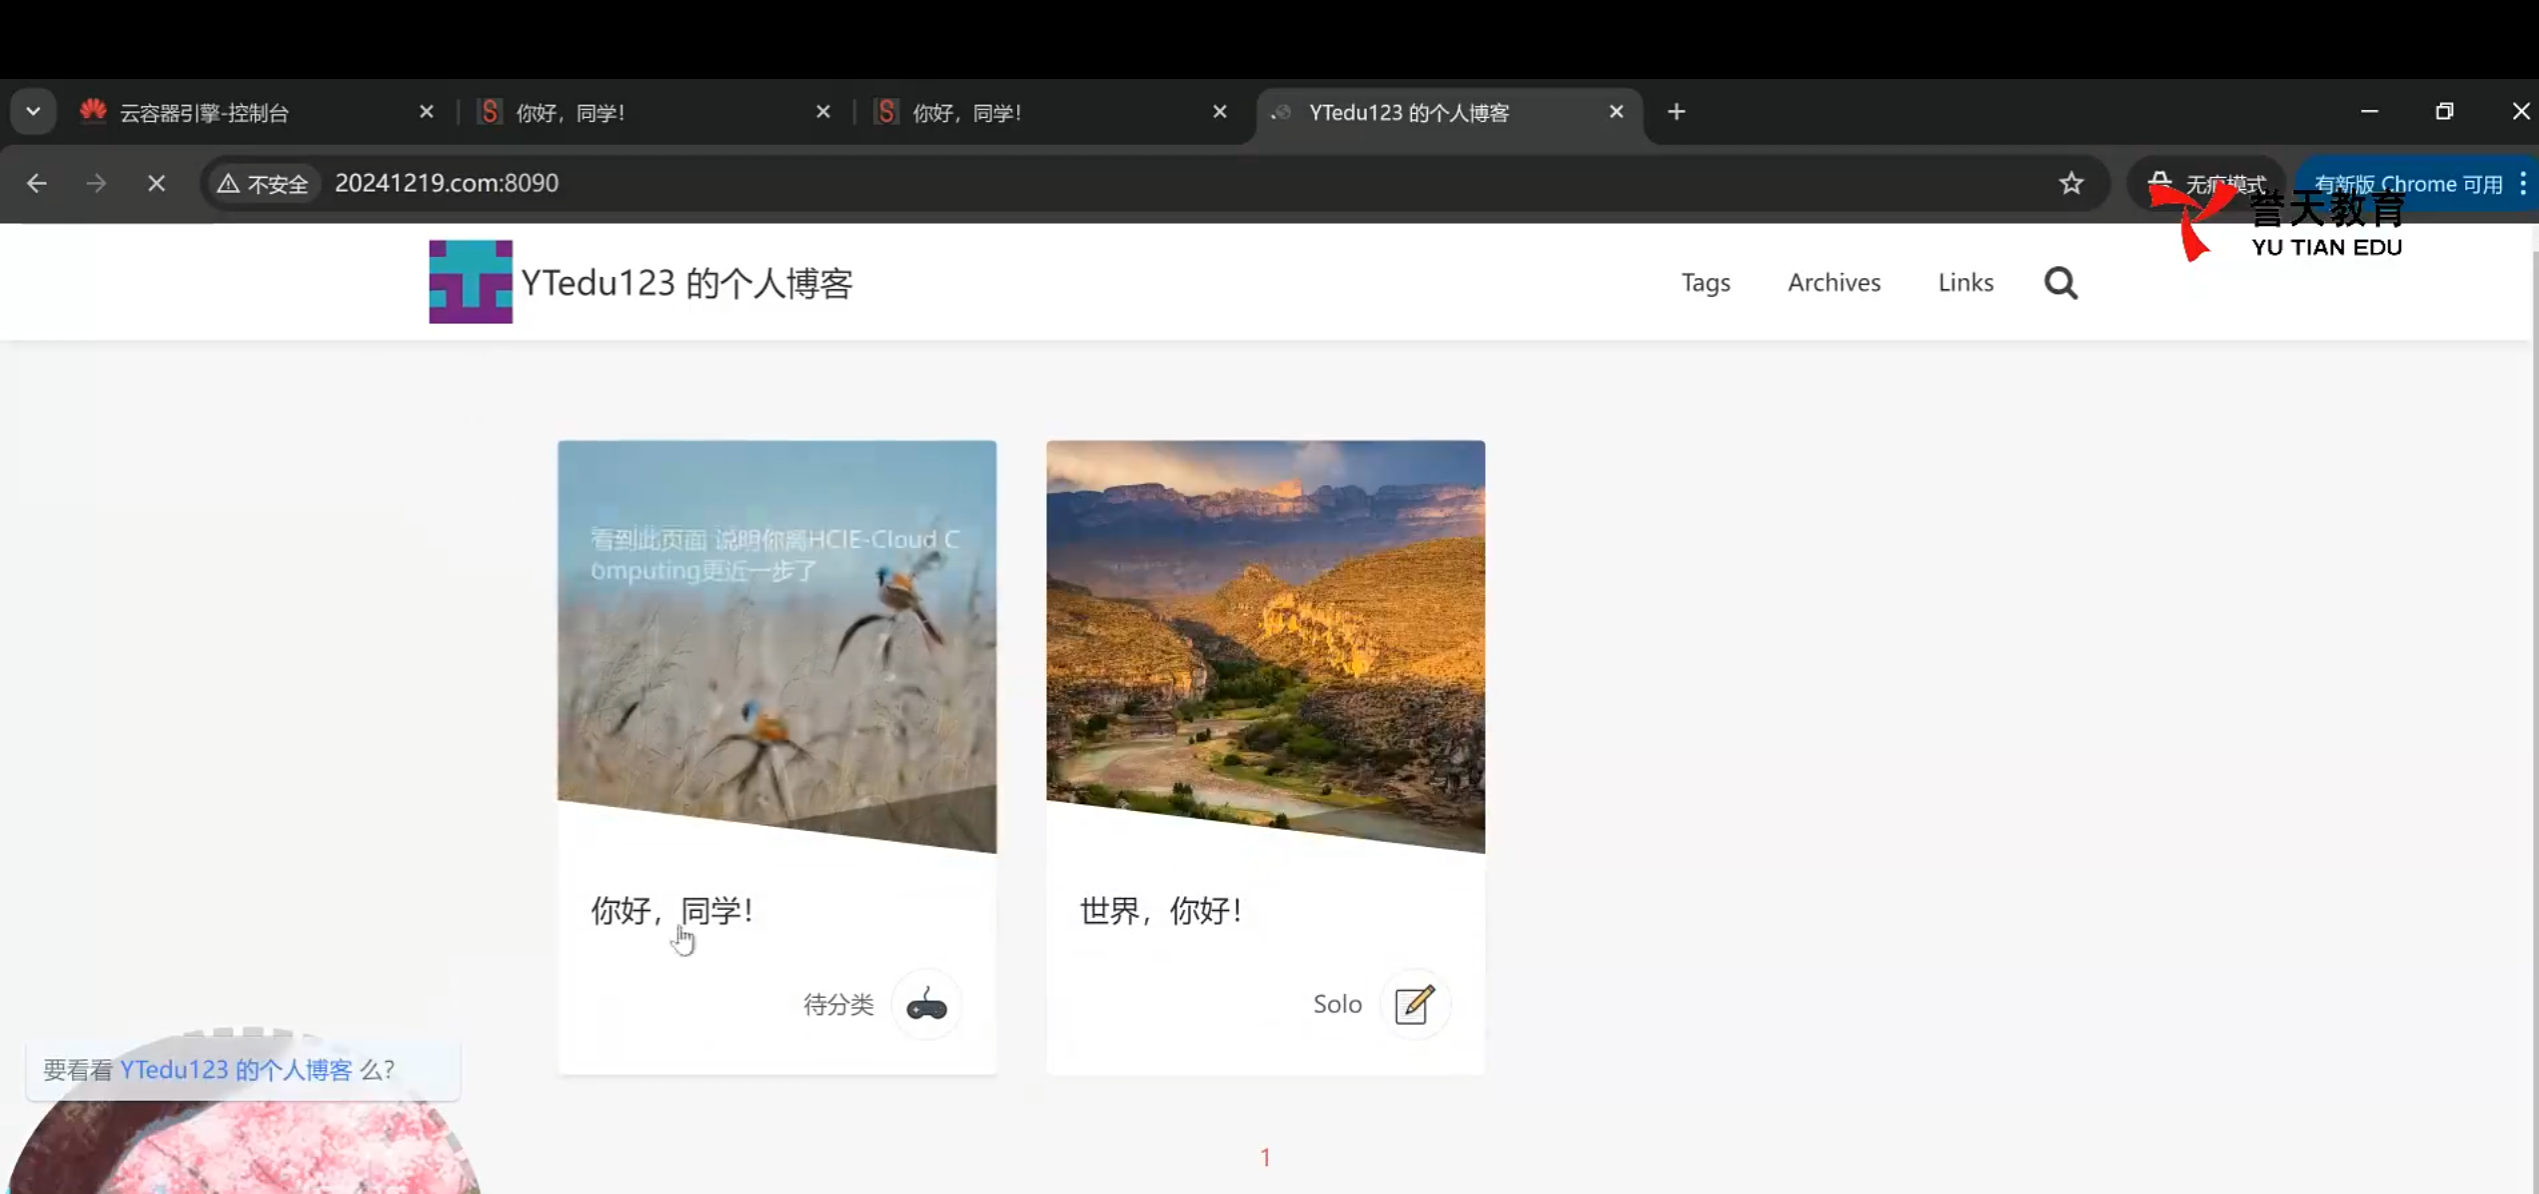 云容器引擎-控制台
你好，同学！
你好，同学！
YTedu123 的个人博客
不安全
20241219.com:8090
无痕模式
有新版 Chrome 可用
誉天教育
YU TIAN EDU
YTedu123 的个人博客
Tags
Archives
Links
看到此页面 说明你离HCIE-Cloud C
omputing更近一步了
你好，同学！
世界，你好！
待分类
Solo
要看看 YTedu123 的个人博客 么？
1